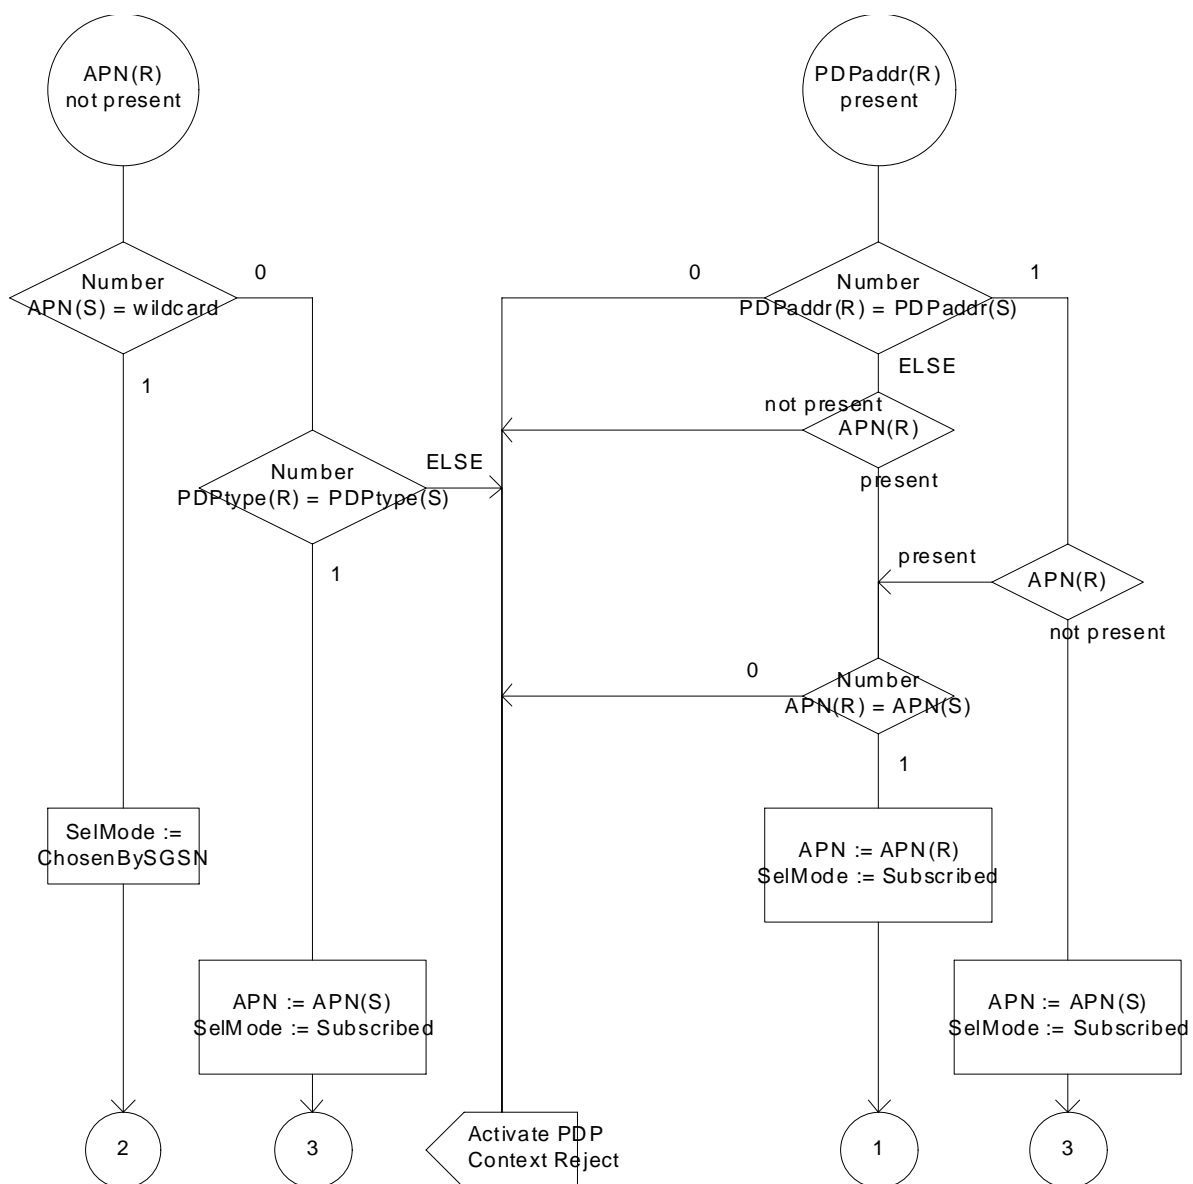 APN(R)
not present
PDPaddr(R)
present
Number
APN(S) = wildcard
0
1
0
Number
PDPaddr(R) = PDPaddr(S)
1
ELSE
not present
APN(R)
present
Number
PDPtype(R) = PDPtype(S)
ELSE
1
present
APN(R)
not present
0
Number
APN(R) = APN(S)
1
SelMode :=
ChosenBySGSN
APN := APN(R)
SelMode := Subscribed
APN := APN(S)
SelMode := Subscribed
APN := APN(S)
SelMode := Subscribed
2
3
Activate PDP
Context Reject
1
3